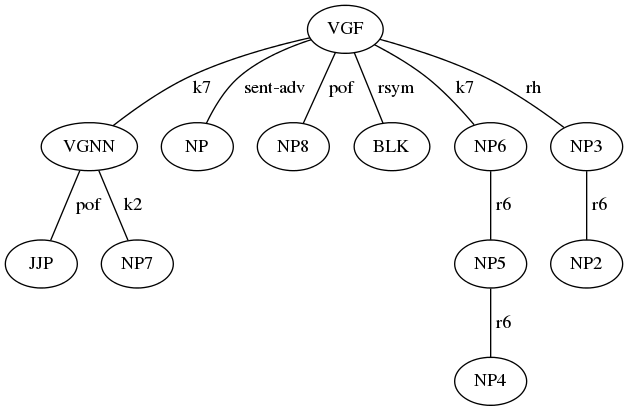 VGF
k7 sent-adv pof rsym k7 rh
VGNN NP NP8 BLK NP6 NP3
pof k2 r6 r6
JJP NP7 NP5 NP2
r6
NP4